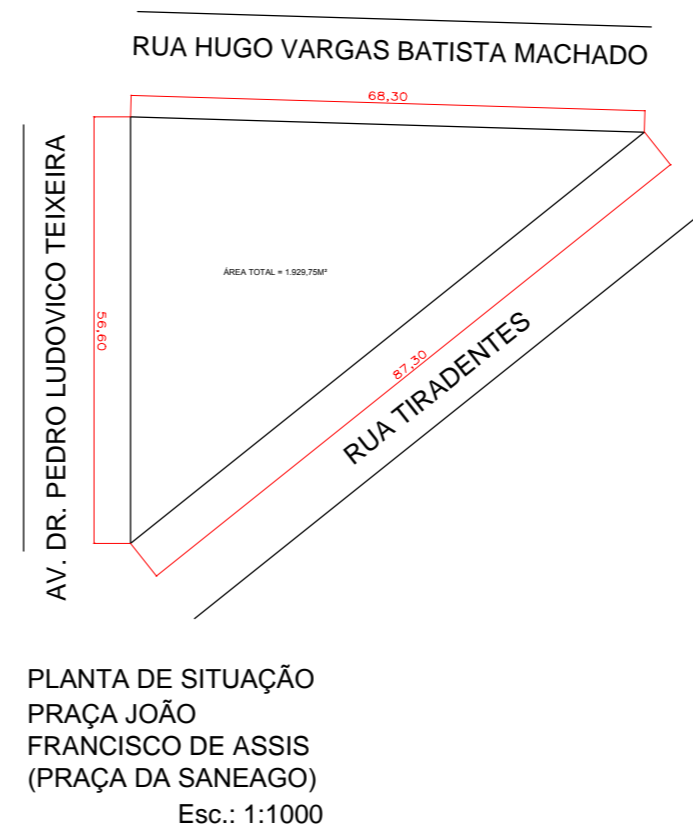 RUA HUGO VARGAS BATISTA MACHADO
68,30
AV. DR. PEDRO LUDOVICO TEIXEIRA
56,60
ÁREA TOTAL = 1.929,75M²
87,30
RUA TIRADENTES
PLANTA DE SITUAÇÃO
PRAÇA JOÃO
FRANCISCO DE ASSIS
(PRAÇA DA SANEAGO)
Esc.: 1:1000